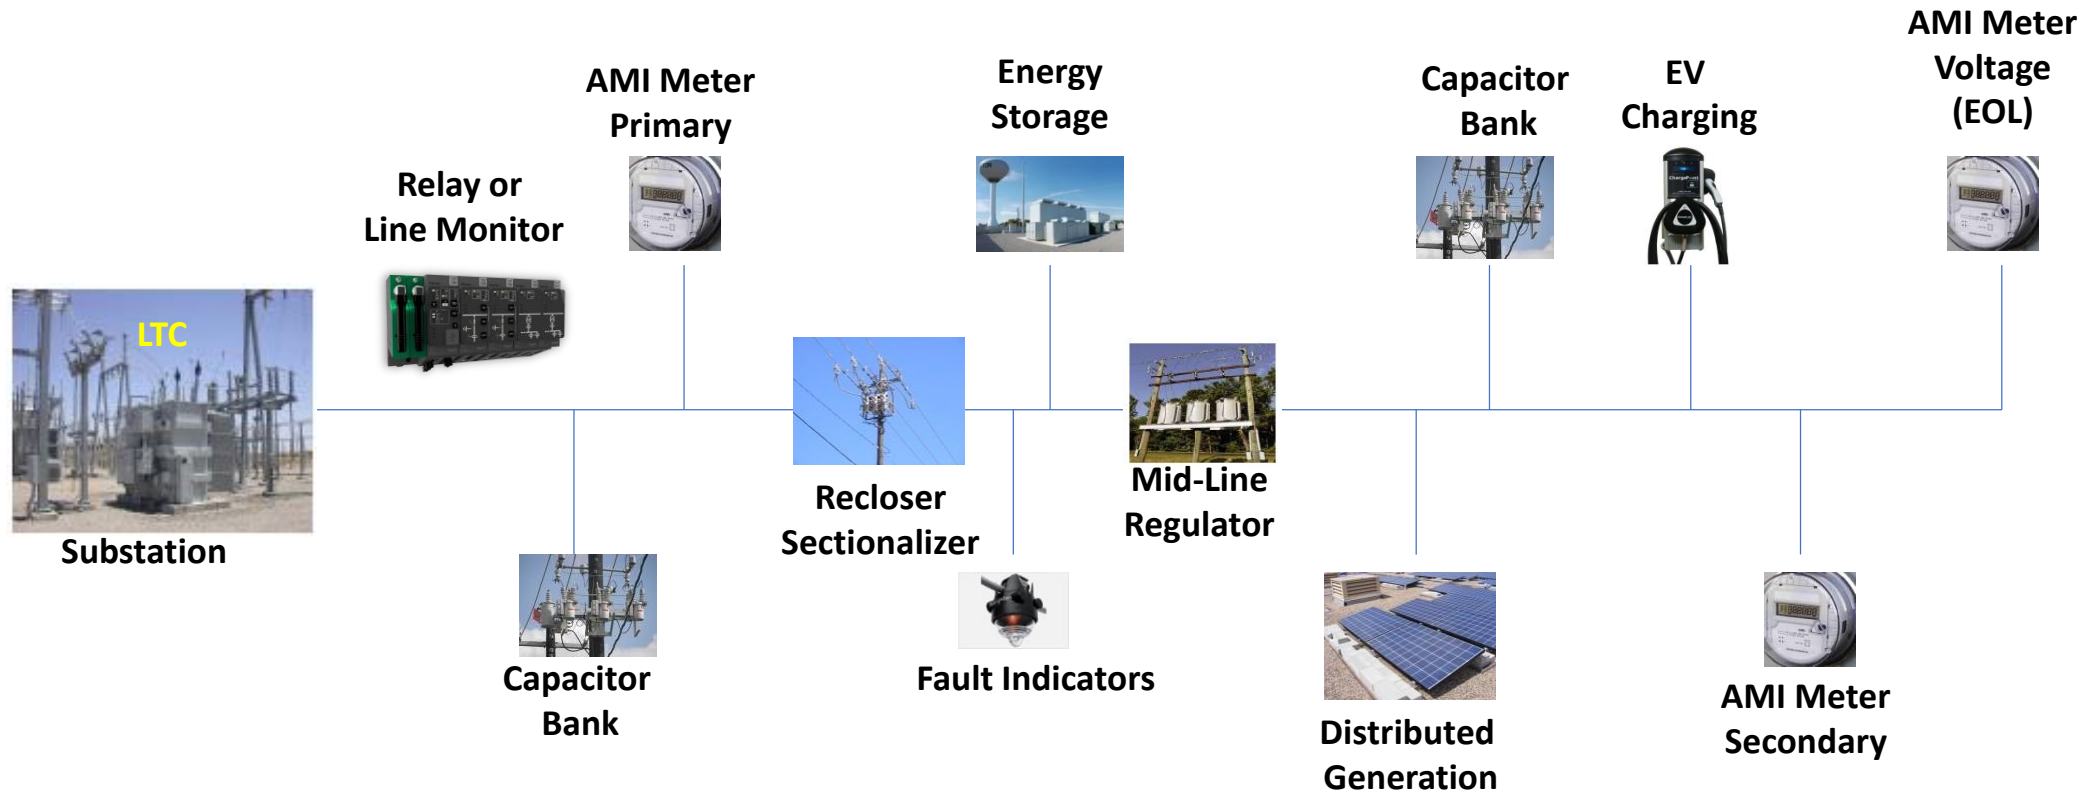 AMI Meter
Primary
Energy
Storage
Capacitor
Bank
EV
Charging
AMI Meter
Voltage
(EOL)
Relay or
Line Monitor
LTC
Substation
Recloser
Sectionalizer
Mid-Line
Regulator
Capacitor
Bank
Fault Indicators
Distributed
Generation
AMI Meter
Secondary